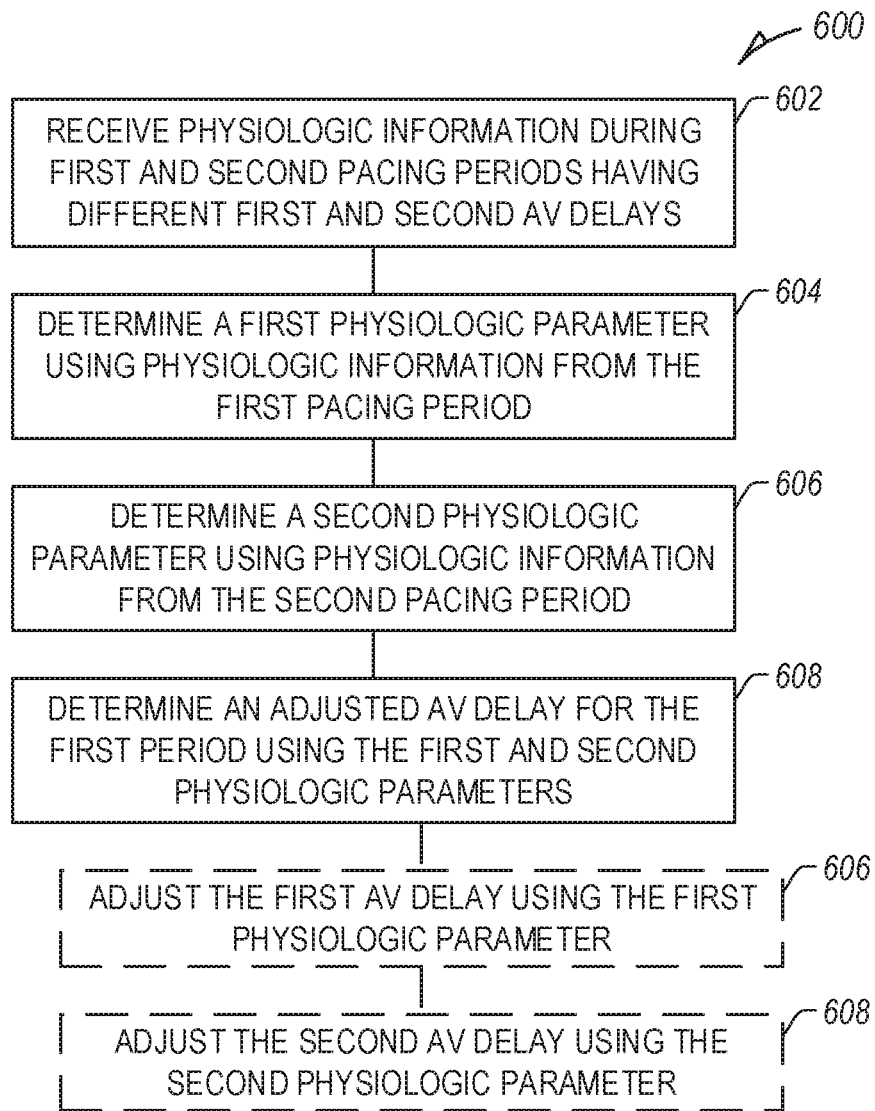 600
602
RECEIVE PHYSIOLOGIC INFORMATION DURING
FIRST AND SECOND PACING PERIODS HAVING
DIFFERENT FIRST AND SECOND AV DELAYS
604
DETERMINE A FIRST PHYSIOLOGIC PARAMETER
USING PHYSIOLOGIC INFORMATION FROM THE
FIRST PACING PERIOD
606
DETERMINE A SECOND PHYSIOLOGIC
PARAMETER USING PHYSIOLOGIC INFORMATION
FROM THE SECOND PACING PERIOD
608
DETERMINE AN ADJUSTED AV DELAY FOR THE
FIRST PERIOD USING THE FIRST AND SECOND
PHYSIOLOGIC PARAMETERS
606
ADJUST THE FIRST AV DELAY USING THE FIRST
PHYSIOLOGIC PARAMETER
608
ADJUST THE SECOND AV DELAY USING THE
SECOND PHYSIOLOGIC PARAMETER